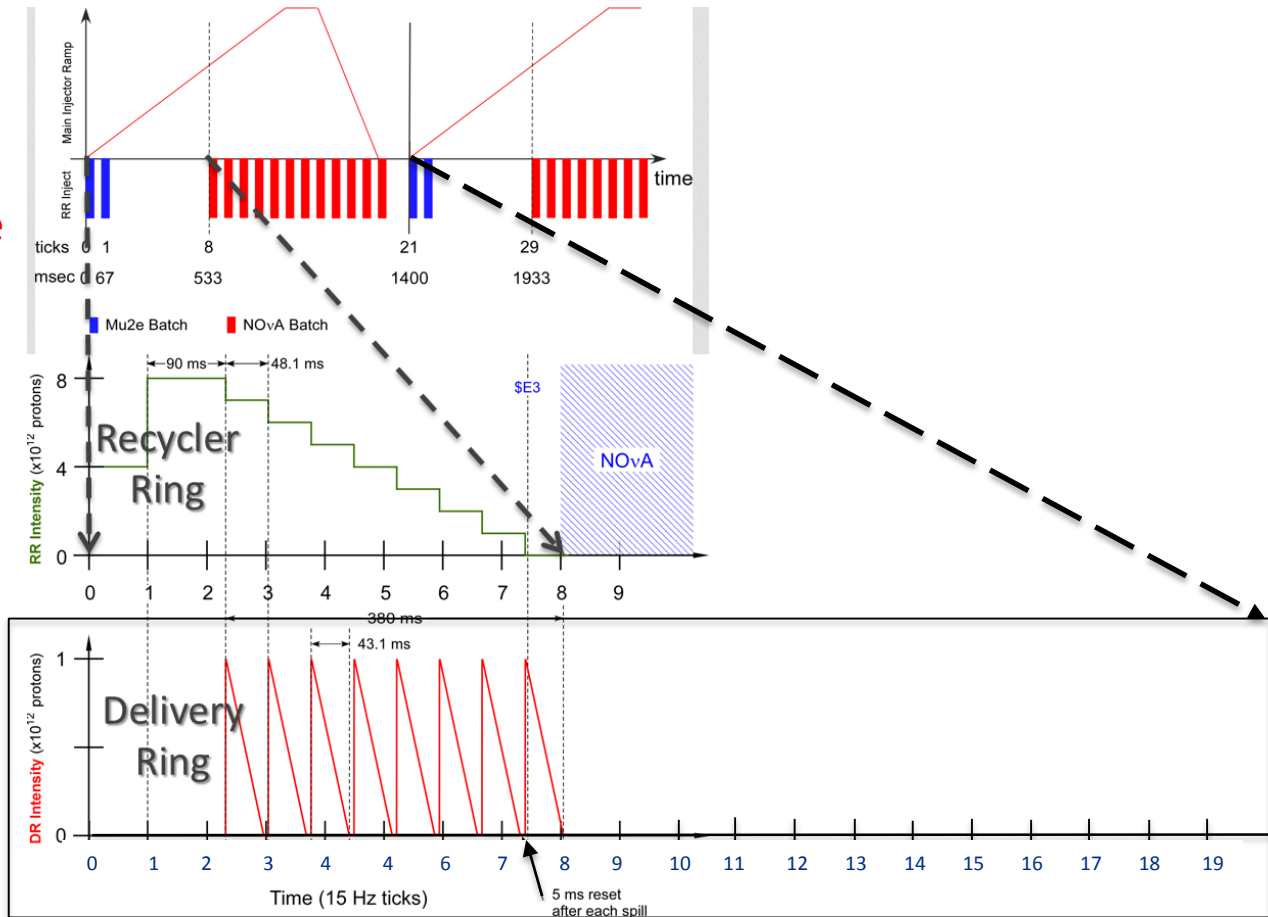 Main Injector Ramp
RR Inject
time
ticks 0 1 8 21 29
msec 0 67 533 1400 1933
Mu2e Batch NOνA Batch
90 ms 48.1 ms
$E3
8
4
0
RR Intensity (x10¹² protons)
Recycler
Ring
NOνA
0 1 2 3 4 5 6 7 8 9
380 ms
43.1 ms
1
0
DR Intensity (x10¹² protons)
Delivery
Ring
0 1 2 3 4 4 6 7 8 9 10 11 12 13 14 15 16 17 18 19
Time (15 Hz ticks)
5 ms reset
after each spill